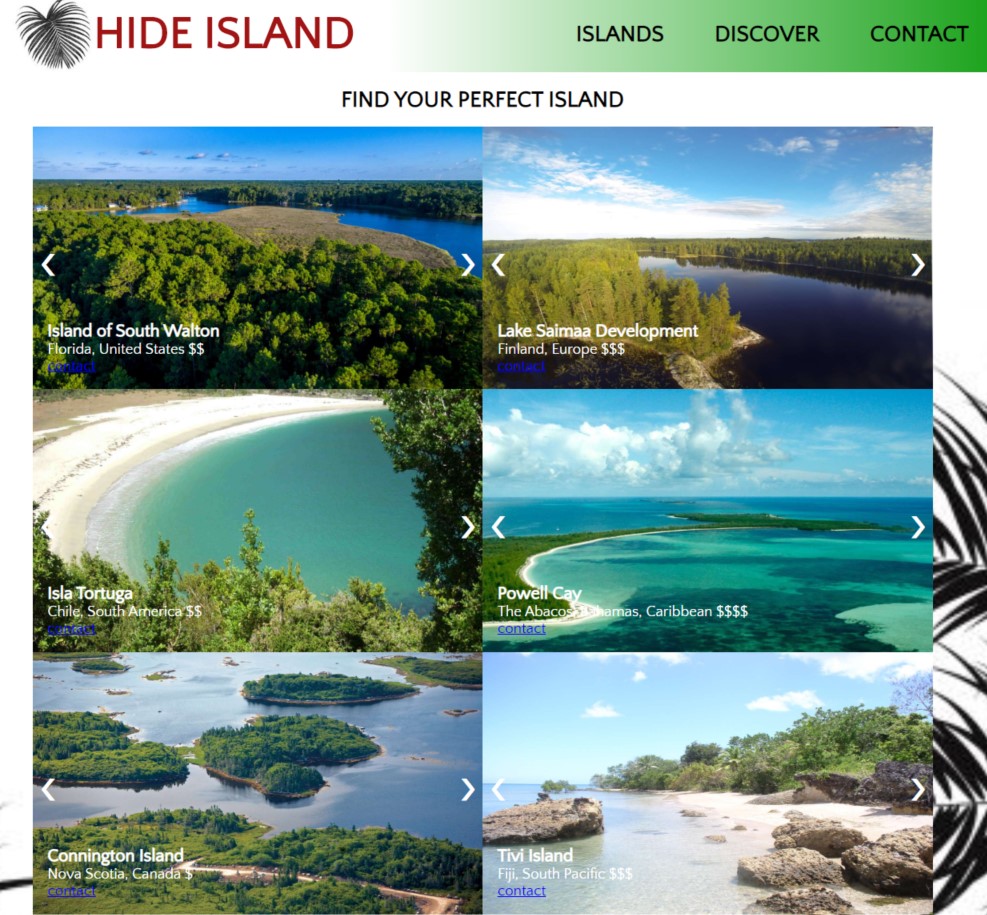 HIDE ISLAND
ISLANDS DISCOVER CONTACT
FIND YOUR PERFECT ISLAND
Island of South Walton
Florida, United States $$
contact
Lake Saimaa Development
Finland, Europe $$$
contact
Isla Tortuga
Chile, South America $$
contact
Powell Cay
The Abacos, Bahamas, Caribbean $$$$
contact
Connington Island
Nova Scotia, Canada $
contact
Tivi Island
Fiji, South Pacific $$$
contact